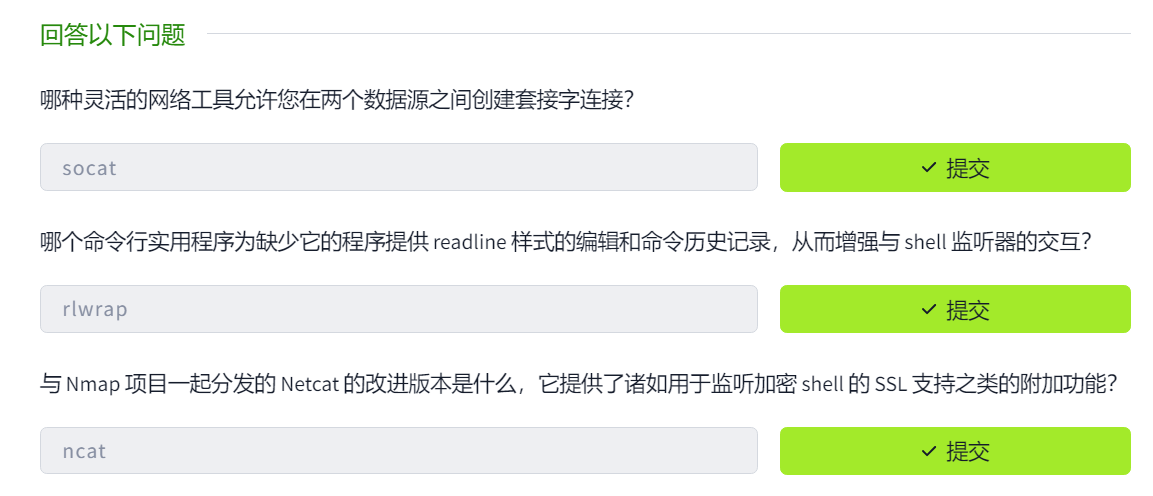 回答以下问题
哪种灵活的网络工具允许您在两个数据源之间创建套接字连接？
socat
提交
哪个命令行实用程序为缺少它的程序提供 readline 样式的编辑和命令历史记录，从而增强与 shell 监听器的交互？
rlwrap
提交
与 Nmap 项目一起分发的 Netcat 的改进版本是什么，它提供了诸如用于监听加密 shell 的 SSL 支持之类的附加功能？
ncat
提交